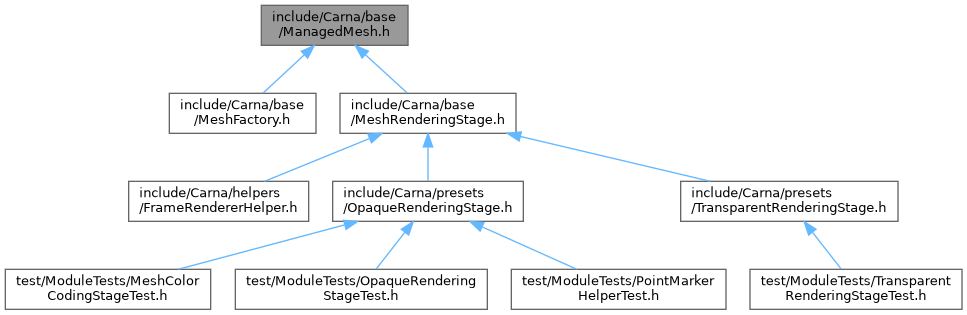 include/Carna/base
/ManagedMesh.h
include/Carna/base
/MeshFactory.h
include/Carna/base
/MeshRenderingStage.h
include/Carna/helpers
/FrameRendererHelper.h
include/Carna/presets
/OpaqueRenderingStage.h
include/Carna/presets
/TransparentRenderingStage.h
test/ModuleTests/MeshColor
CodingStageTest.h
test/ModuleTests/OpaqueRendering
StageTest.h
test/ModuleTests/PointMarker
HelperTest.h
test/ModuleTests/Transparent
RenderingStageTest.h